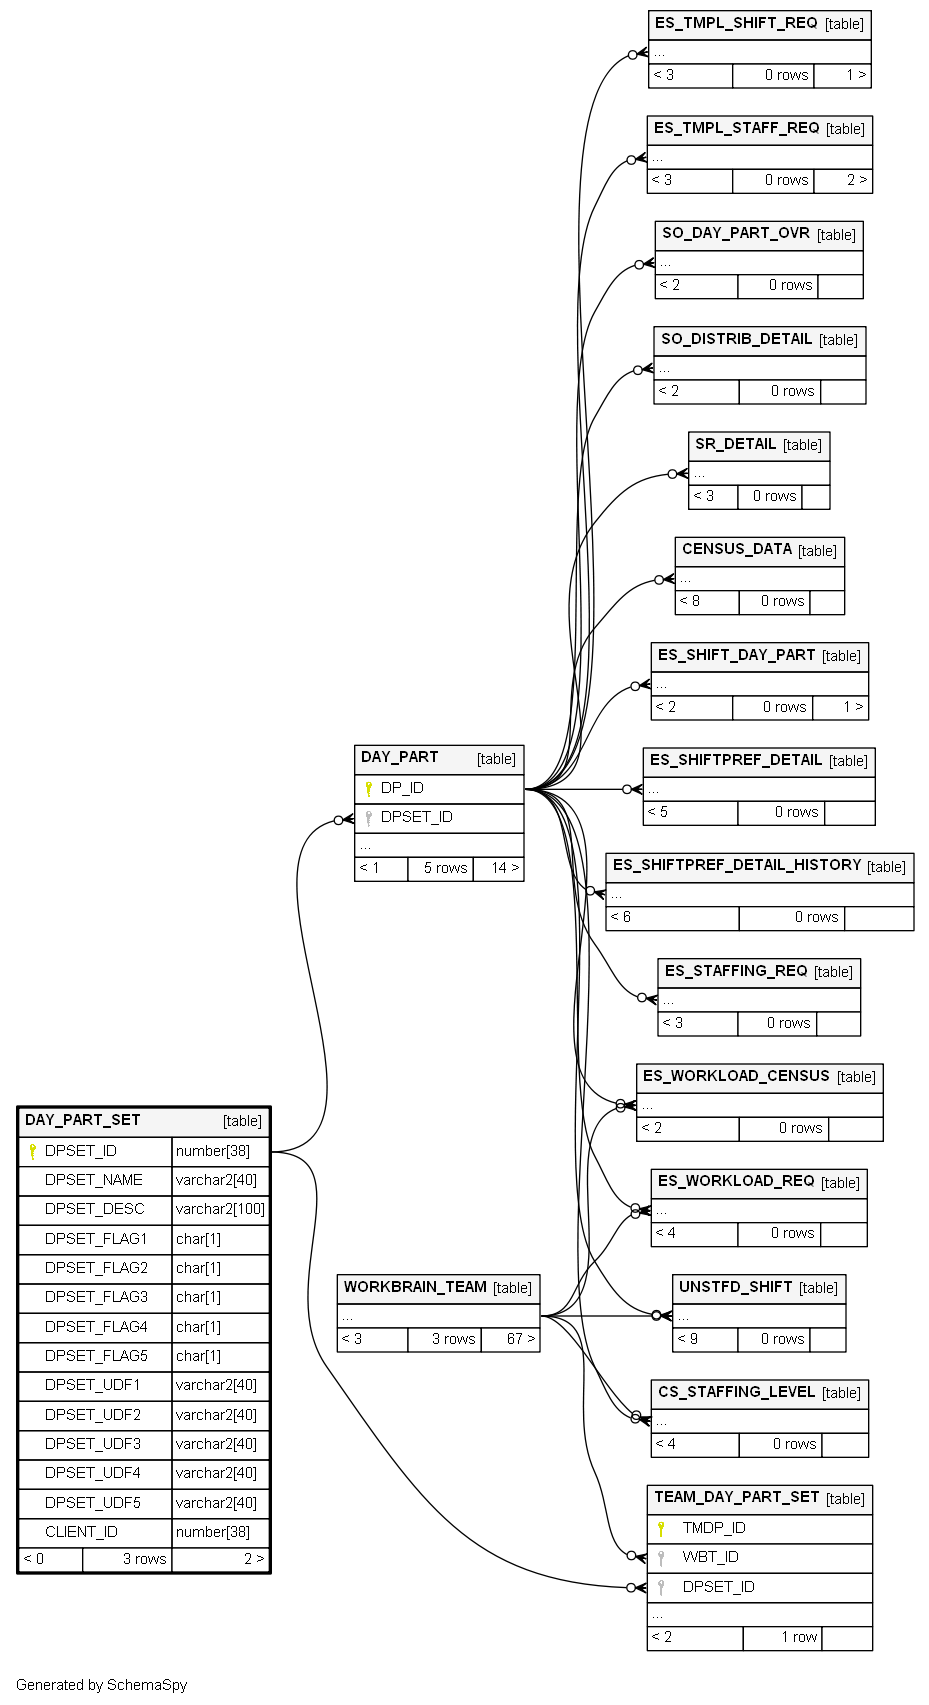 ES_TMPL_SHIFT_REQ [table]
...
< 3 0 rows 1 >
ES_TMPL_STAFF_REQ [table]
...
< 3 0 rows 2 >
SO_DAY_PART_OVR [table]
...
< 2 0 rows
SO_DISTRIB_DETAIL [table]
...
< 2 0 rows
SR_DETAIL [table]
...
< 3 0 rows
CENSUS_DATA [table]
...
< 8 0 rows
ES_SHIFT_DAY_PART [table]
...
< 2 0 rows 1 >
DAY_PART [table]
DP_ID
DPSET_ID
...
< 1 5 rows 14 >
ES_SHIFTPREF_DETAIL [table]
...
< 5 0 rows
ES_SHIFTPREF_DETAIL_HISTORY [table]
...
< 6 0 rows
ES_STAFFING_REQ [table]
...
< 3 0 rows
ES_WORKLOAD_CENSUS [table]
...
< 2 0 rows
DAY_PART_SET [table]
DPSET_ID number[38]
DPSET_NAME varchar2[40]
DPSET_DESC varchar2[100]
DPSET_FLAG1 char[1]
DPSET_FLAG2 char[1]
DPSET_FLAG3 char[1]
DPSET_FLAG4 char[1]
DPSET_FLAG5 char[1]
DPSET_UDF1 varchar2[40]
DPSET_UDF2 varchar2[40]
DPSET_UDF3 varchar2[40]
DPSET_UDF4 varchar2[40]
DPSET_UDF5 varchar2[40]
CLIENT_ID number[38]
< 0 3 rows 2 >
ES_WORKLOAD_REQ [table]
...
< 4 0 rows
WORKBRAIN_TEAM [table]
...
< 3 3 rows 67 >
UNSTFD_SHIFT [table]
...
< 9 0 rows
CS_STAFFING_LEVEL [table]
...
< 4 0 rows
TEAM_DAY_PART_SET [table]
TMDP_ID
WBT_ID
DPSET_ID
...
< 2 1 row
Generated by SchemaSpy